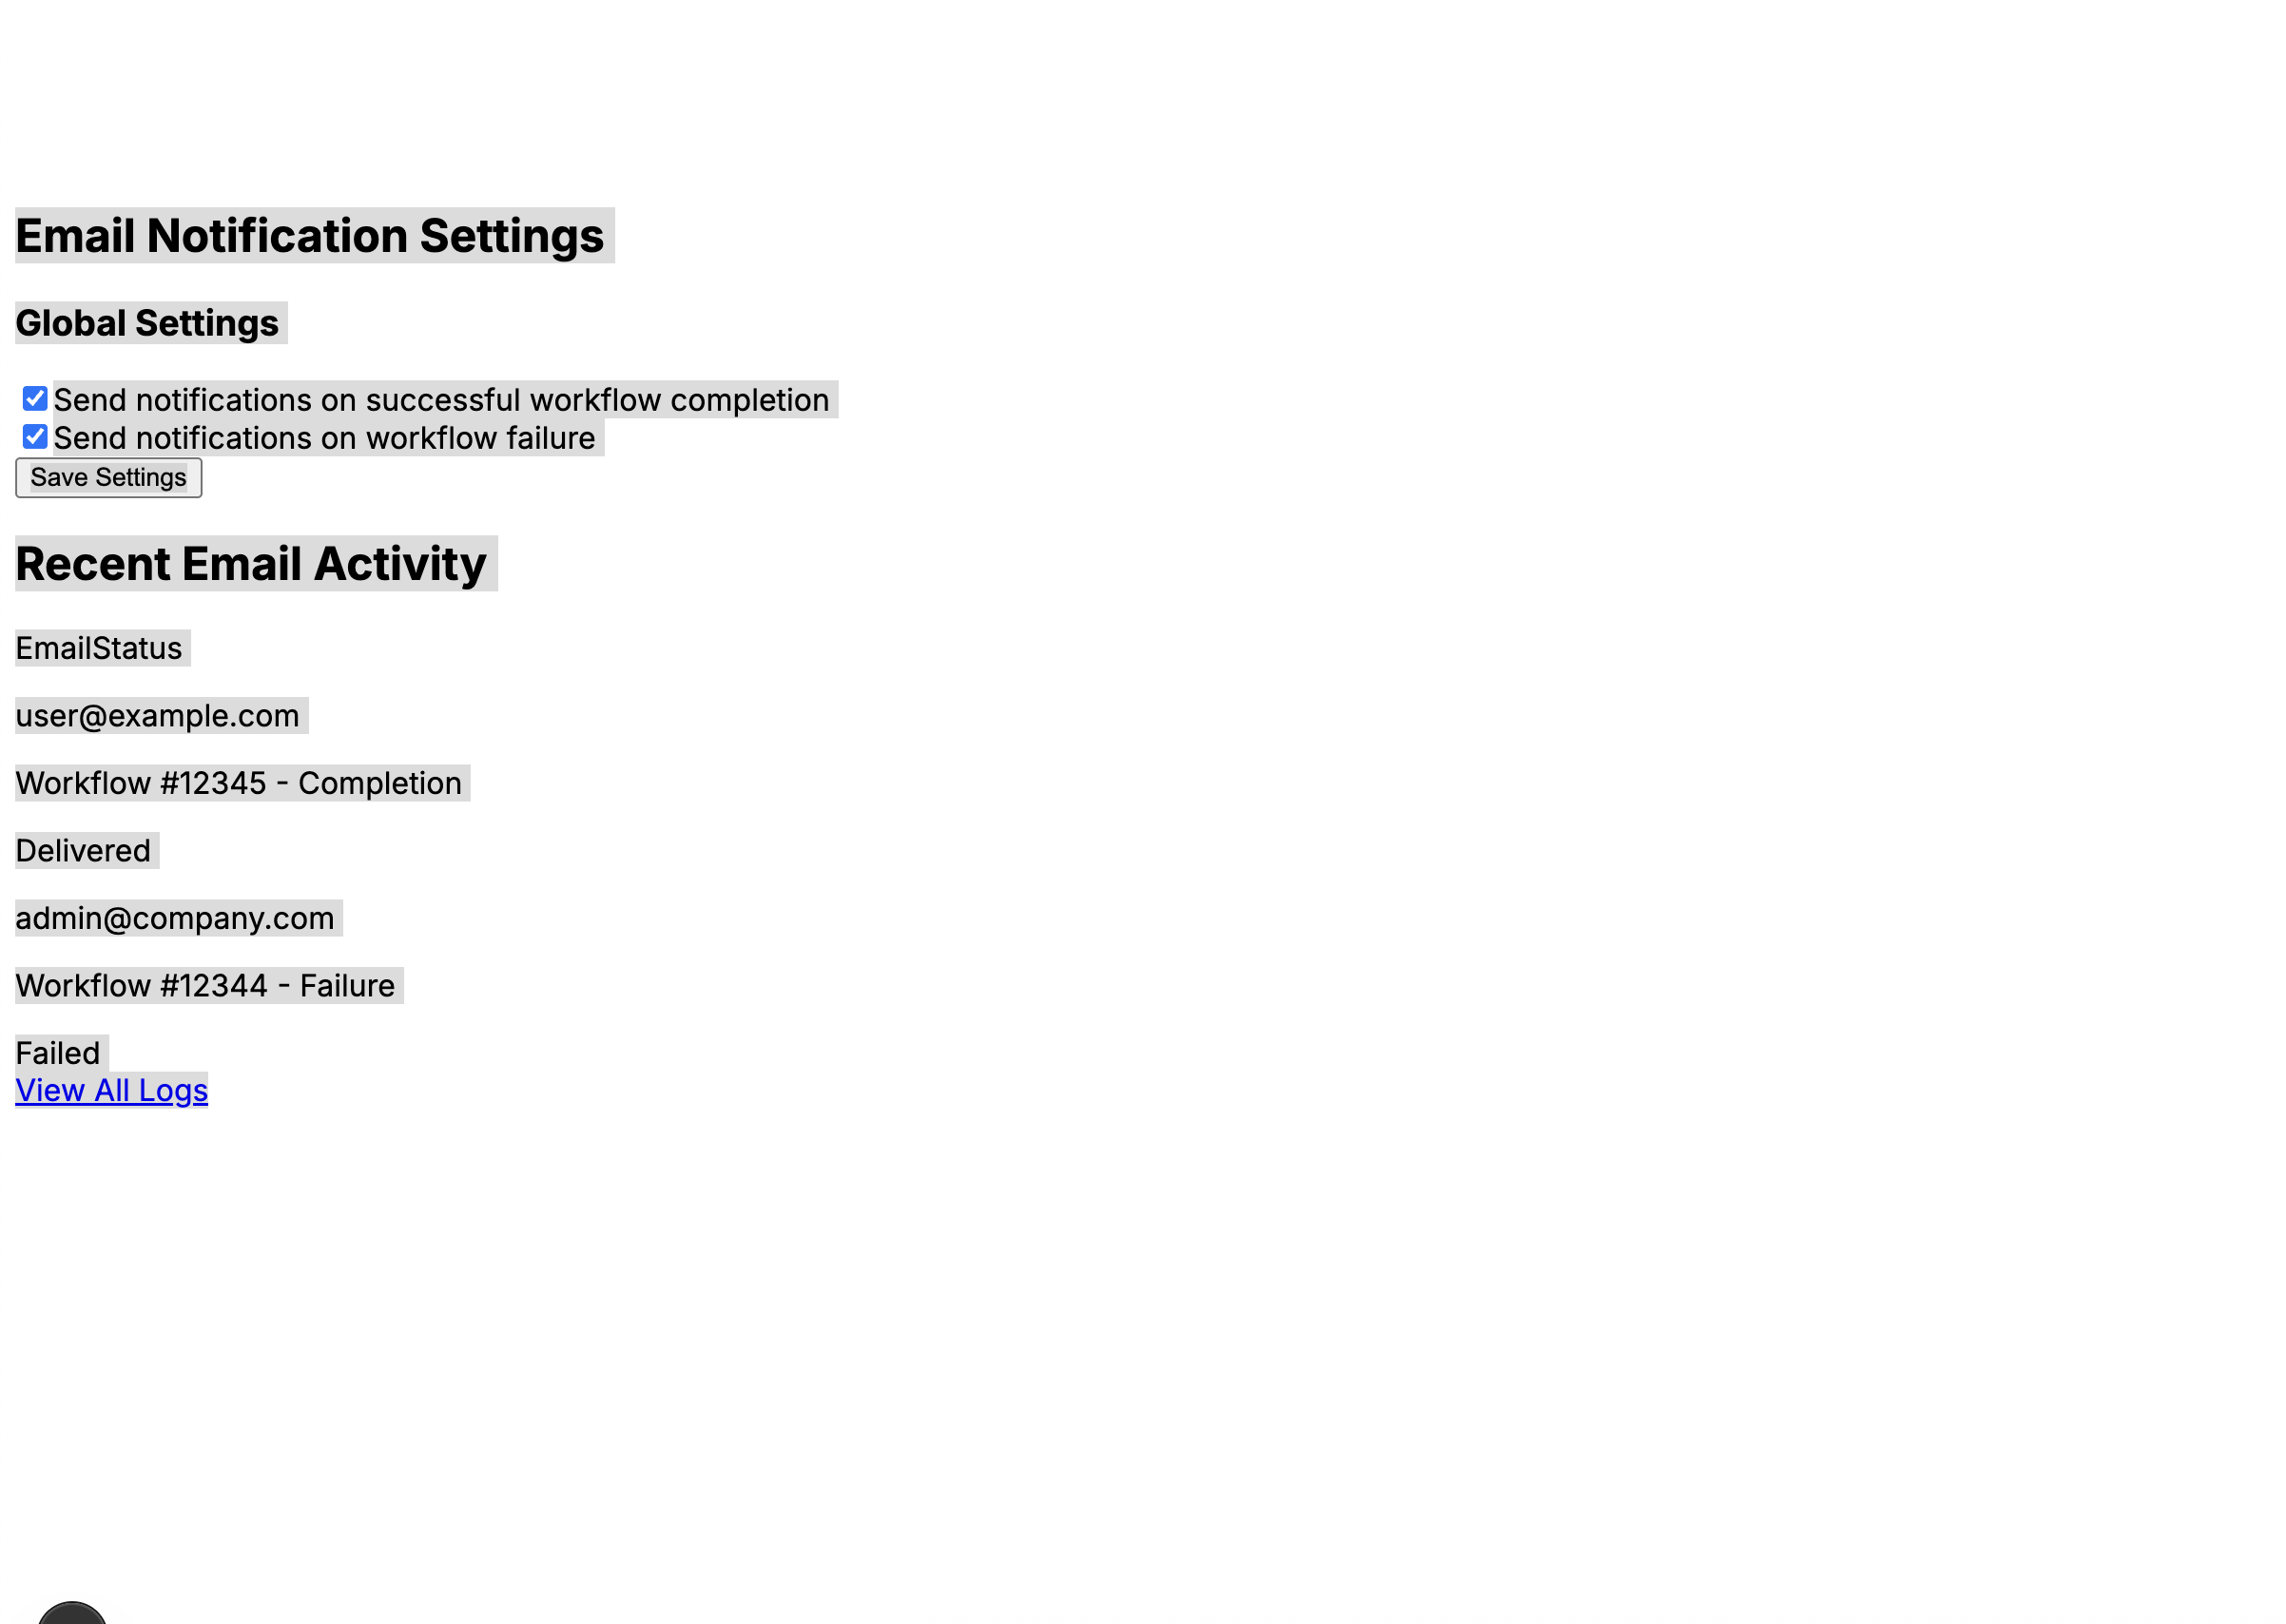 Email Notification Settings
Global Settings
Send notifications on successful workflow completion
Send notifications on workflow failure
Save Settings
Recent Email Activity
EmailStatus
user@example.com
Workflow #12345 - Completion
Delivered
admin@company.com
Workflow #12344 - Failure
Failed
View All Logs